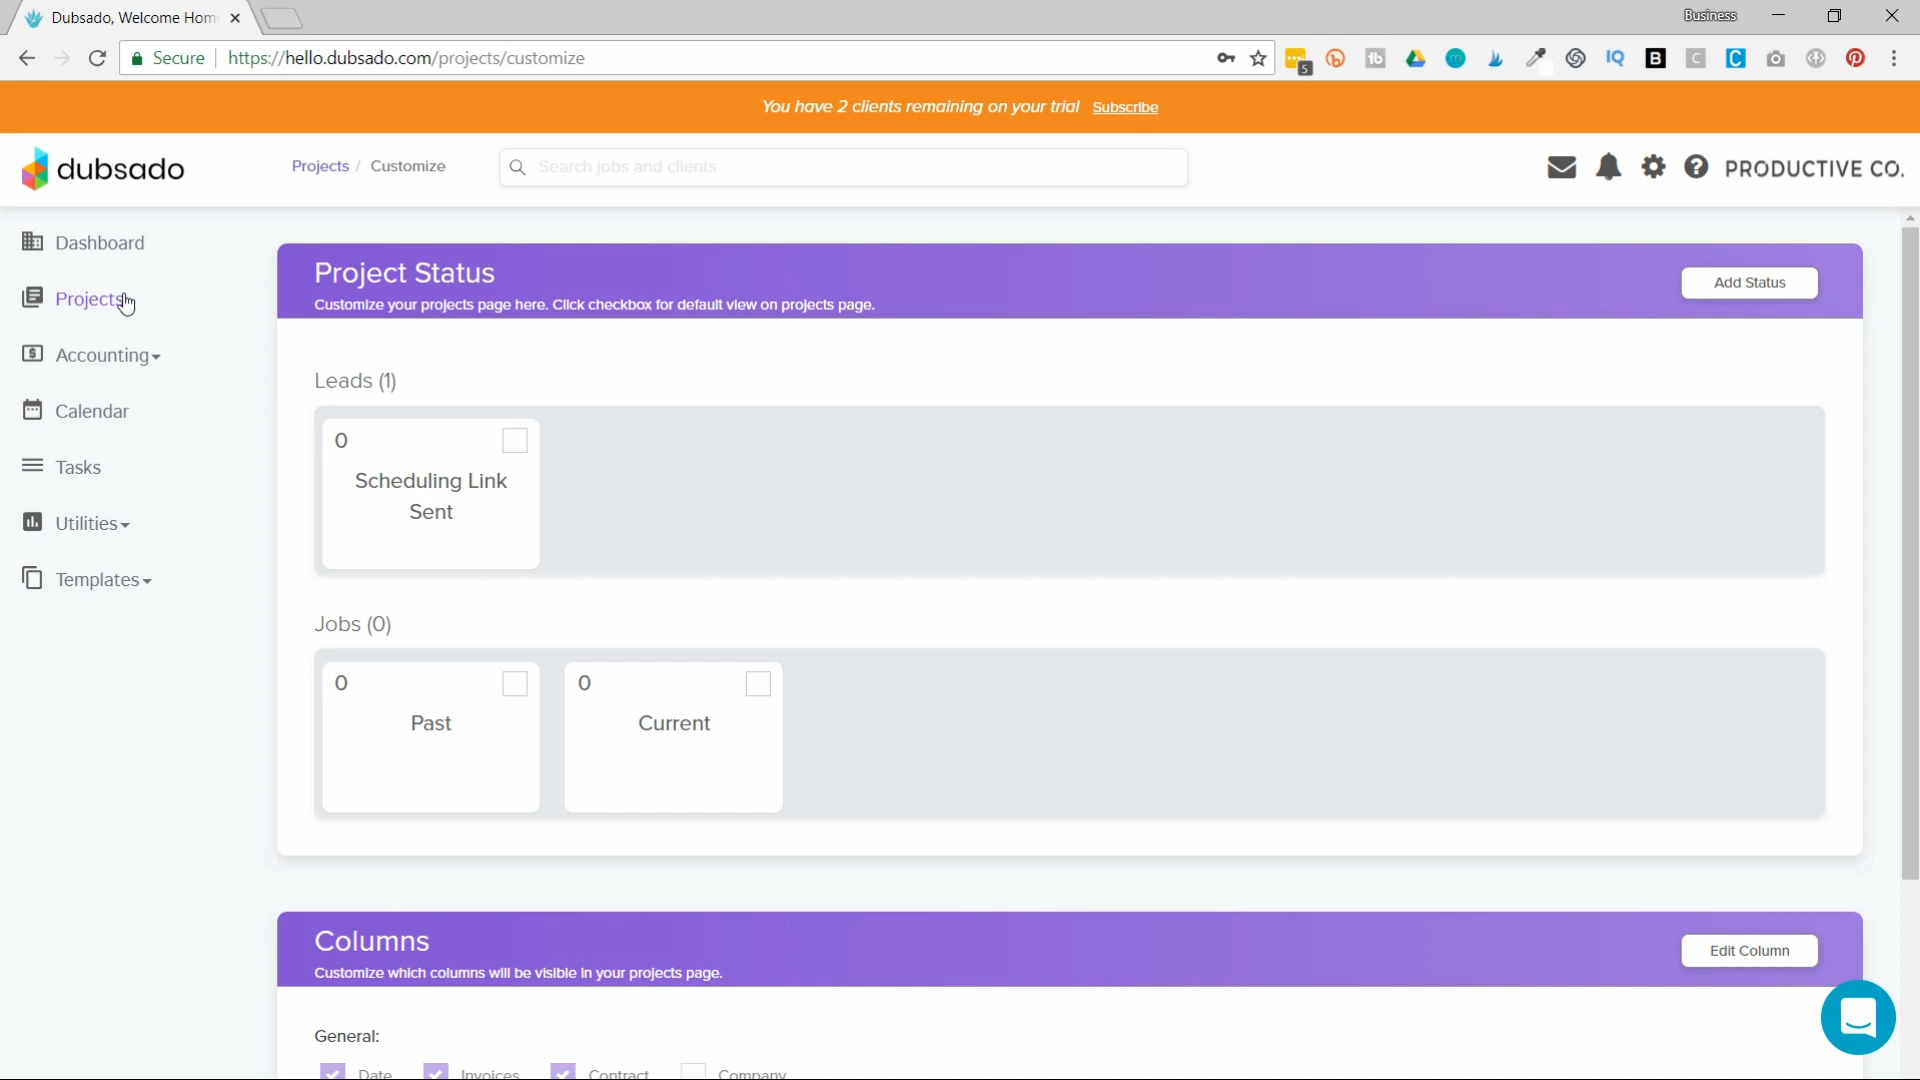 Dubsado, Welcome Hom
Business
Secure
https://hello.dubsado.com/projects/customize
5
You have 2 clients remaining on your trial Subscribe
dubsado
Projects / Customize
Search jobs and clients
PRODUCTIVE CO.
Dashboard
Projects
Accounting
Calendar
Tasks
Utilities
Templates
Project Status
Customize your projects page here. Click checkbox for default view on projects page.
Add Status
Leads (1)
0
Scheduling Link
Sent
Jobs (0)
0
Past
0
Current
Columns
Customize which columns will be visible in your projects page.
Edit Column
General:
Date Invoices Contract Company